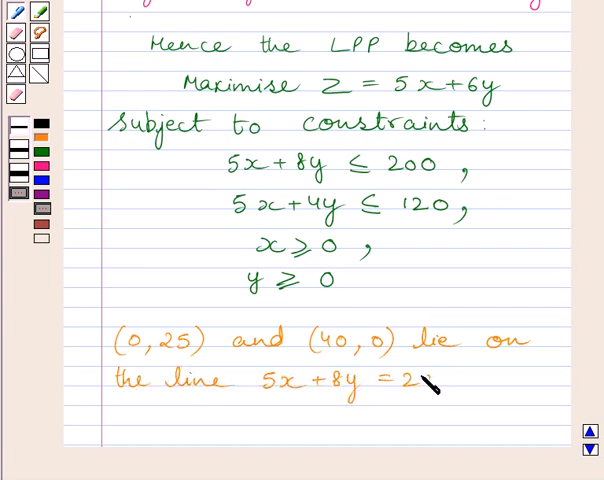 Hence the LPP becomes
Maximise Z = 5x+6y
subject to constraints:
5x+8y ≤ 200,
5x+4y ≤ 120,
x ≥ 0,
y ≥ 0
(0,25) and (40,0) lie on
the line 5x+8y = 2